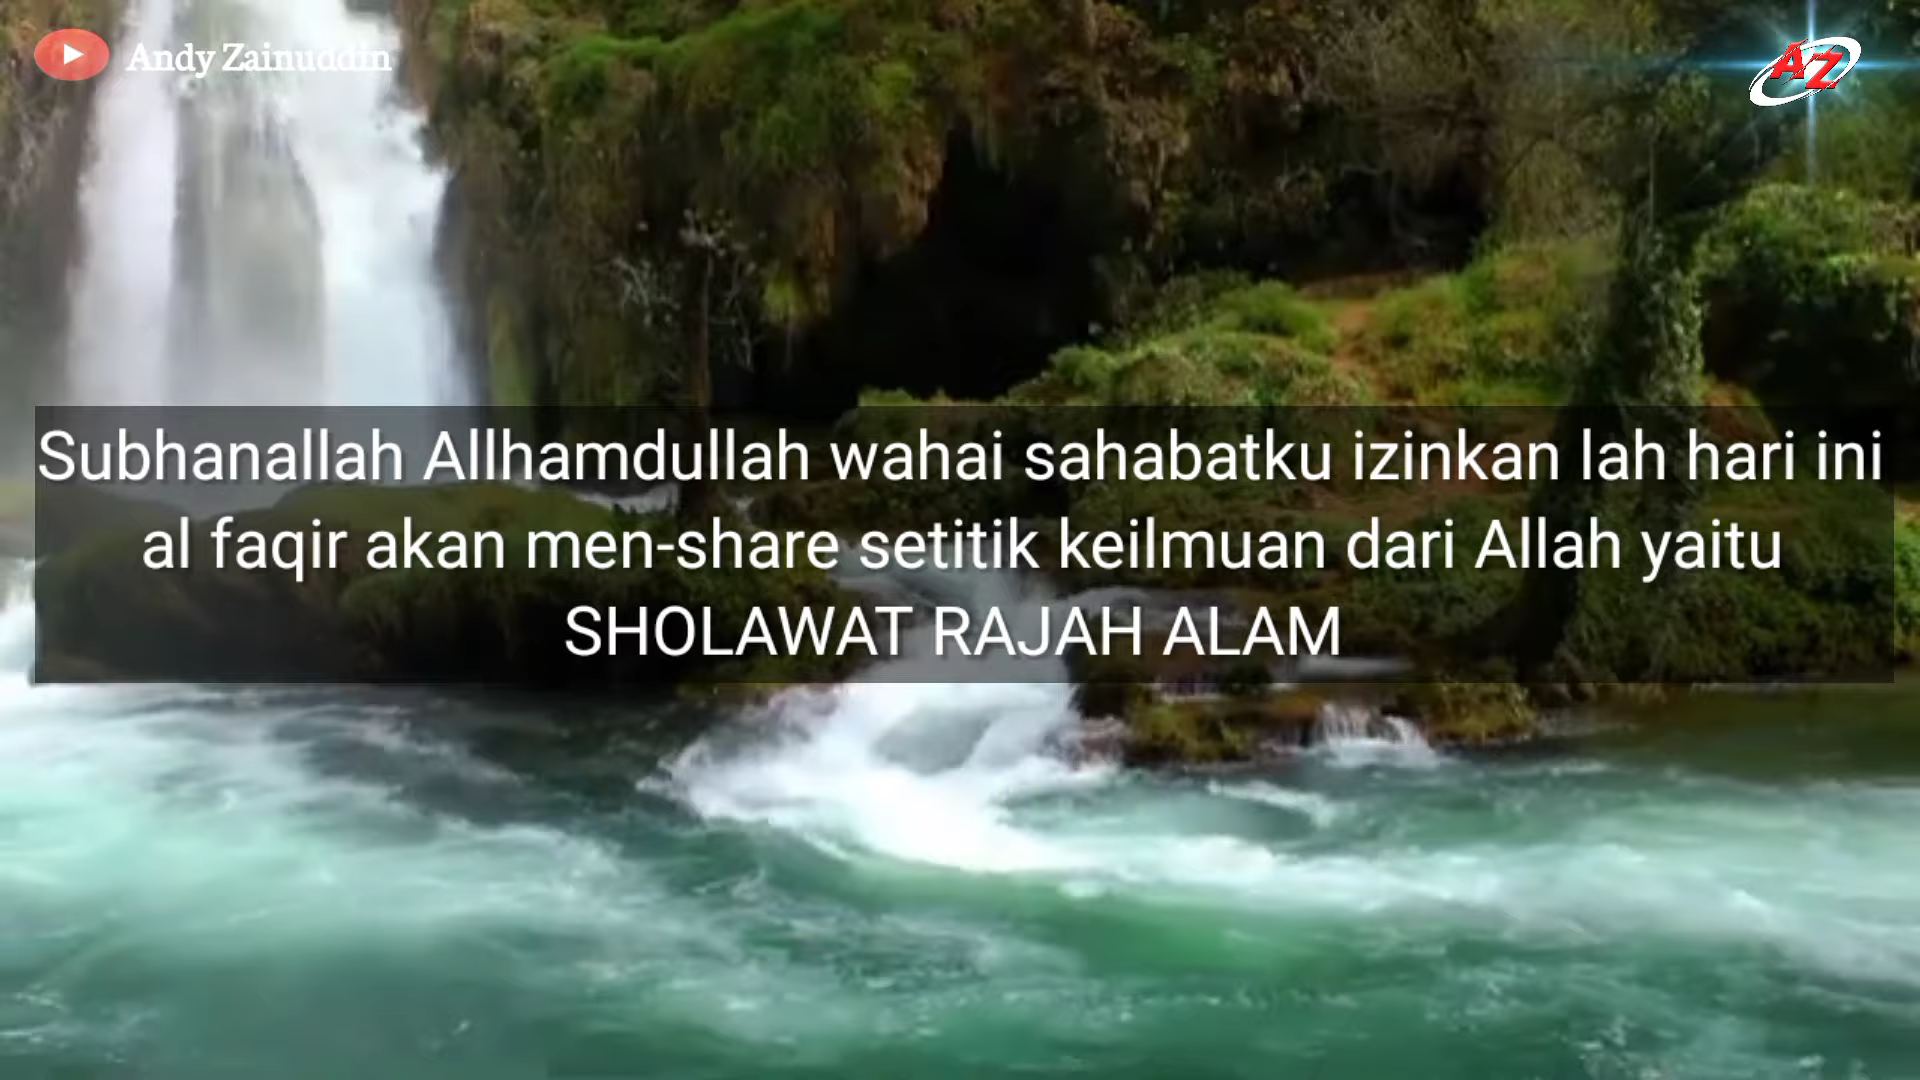 Andy Zainuddin
AZ
Subhanallah Allhamdullah wahai sahabatku izinkan lah hari ini
al faqir akan men-share setitik keilmuan dari Allah yaitu
SHOLAWAT RAJAH ALAM